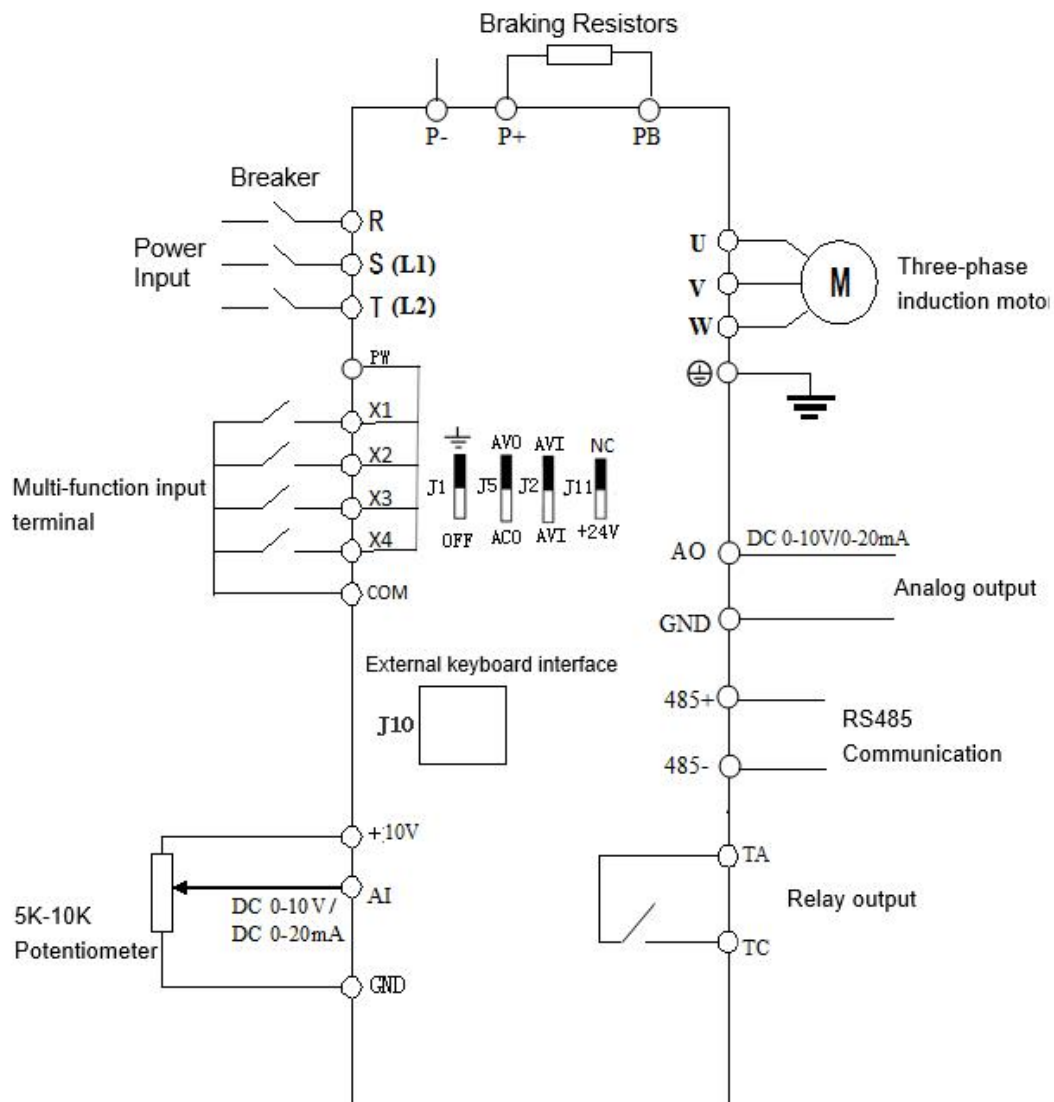 Braking Resistors
P-
P+
PB
Breaker
R
Power
Input
S (L1)
T (L2)
U
V
W
M
Three-phase
induction moto
PW
X1
X2
X3
X4
COM
Multi-function input
terminal
J1
OFF
AVO
J5
ACO
AVI
J2
AVI
NC
J11
+24V
AO
DC 0-10V/0-20mA
Analog output
GND
External keyboard interface
J10
485+
RS485
Communication
485-
+10V
AI
DC 0-10V/
DC 0-20mA
5K-10K
Potentiometer
GND
TA
Relay output
TC